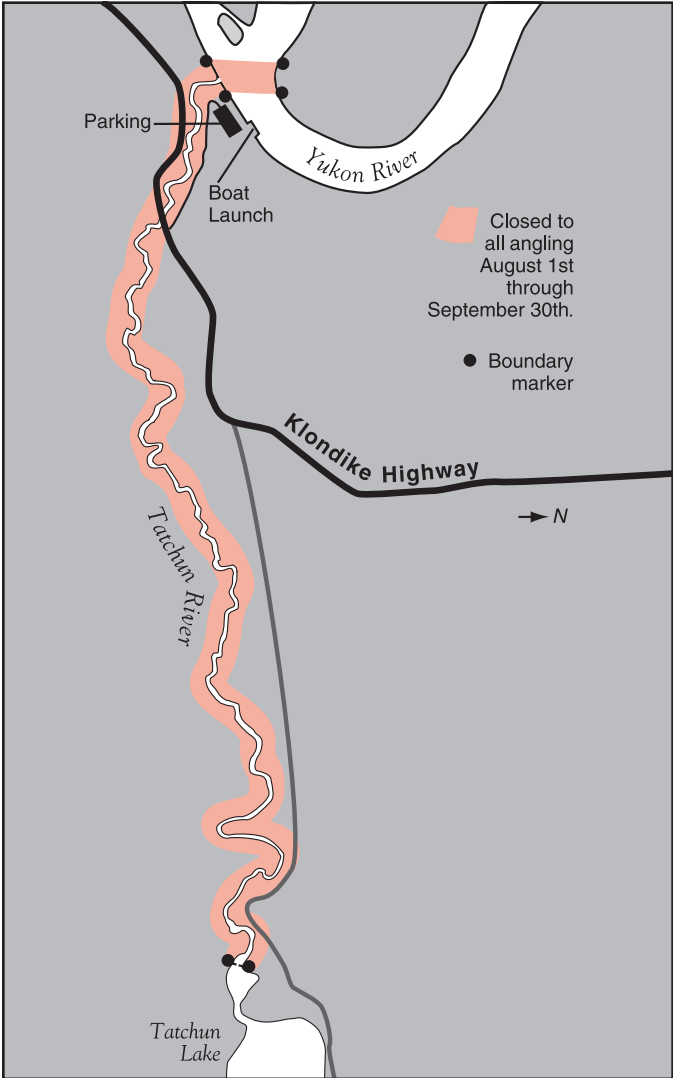 Parking
Yukon River
Boat
Launch
Closed to
all angling
August 1st
through
September 30th.
Boundary
marker
Klondike Highway
N
Tatchun River
Tatchun
Lake